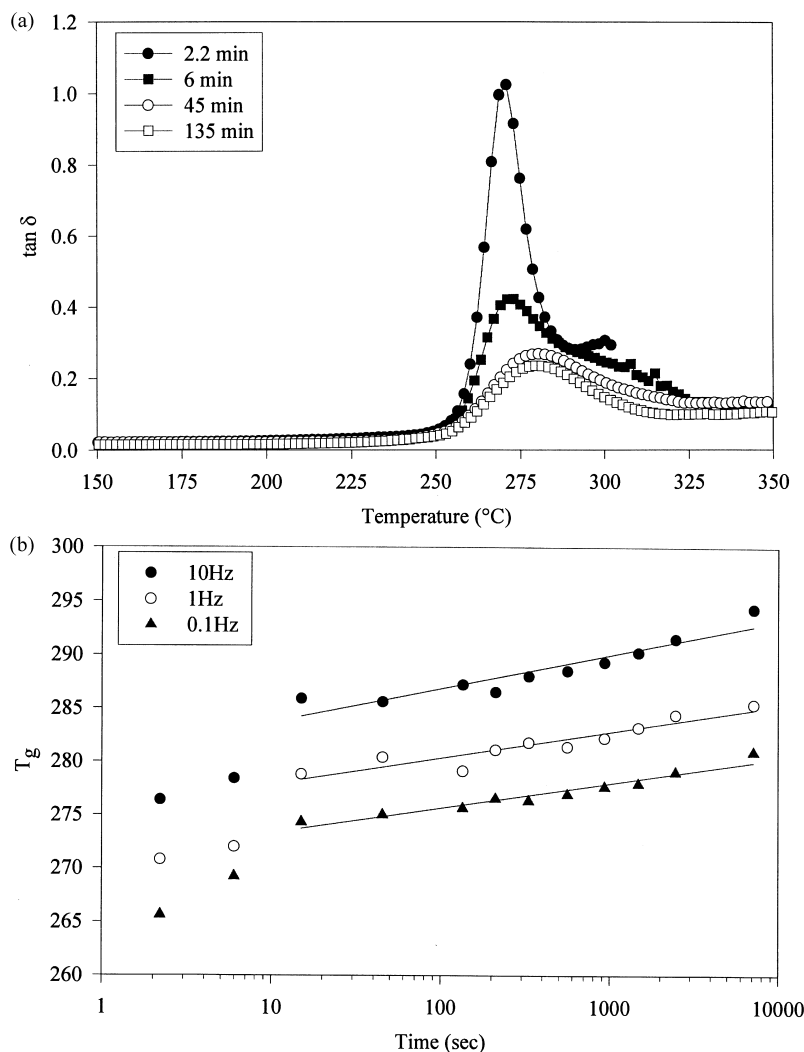 (a)
1.2
1.0
0.8
0.6
0.4
0.2
0.0
tan δ
2.2 min
6 min
45 min
135 min
150 175 200 225 250 275 300 325 350
Temperature (°C)
(b)
300
295
290
285
280
275
270
265
260
Tg
10Hz
1Hz
0.1Hz
1 10 100 1000 10000
Time (sec)